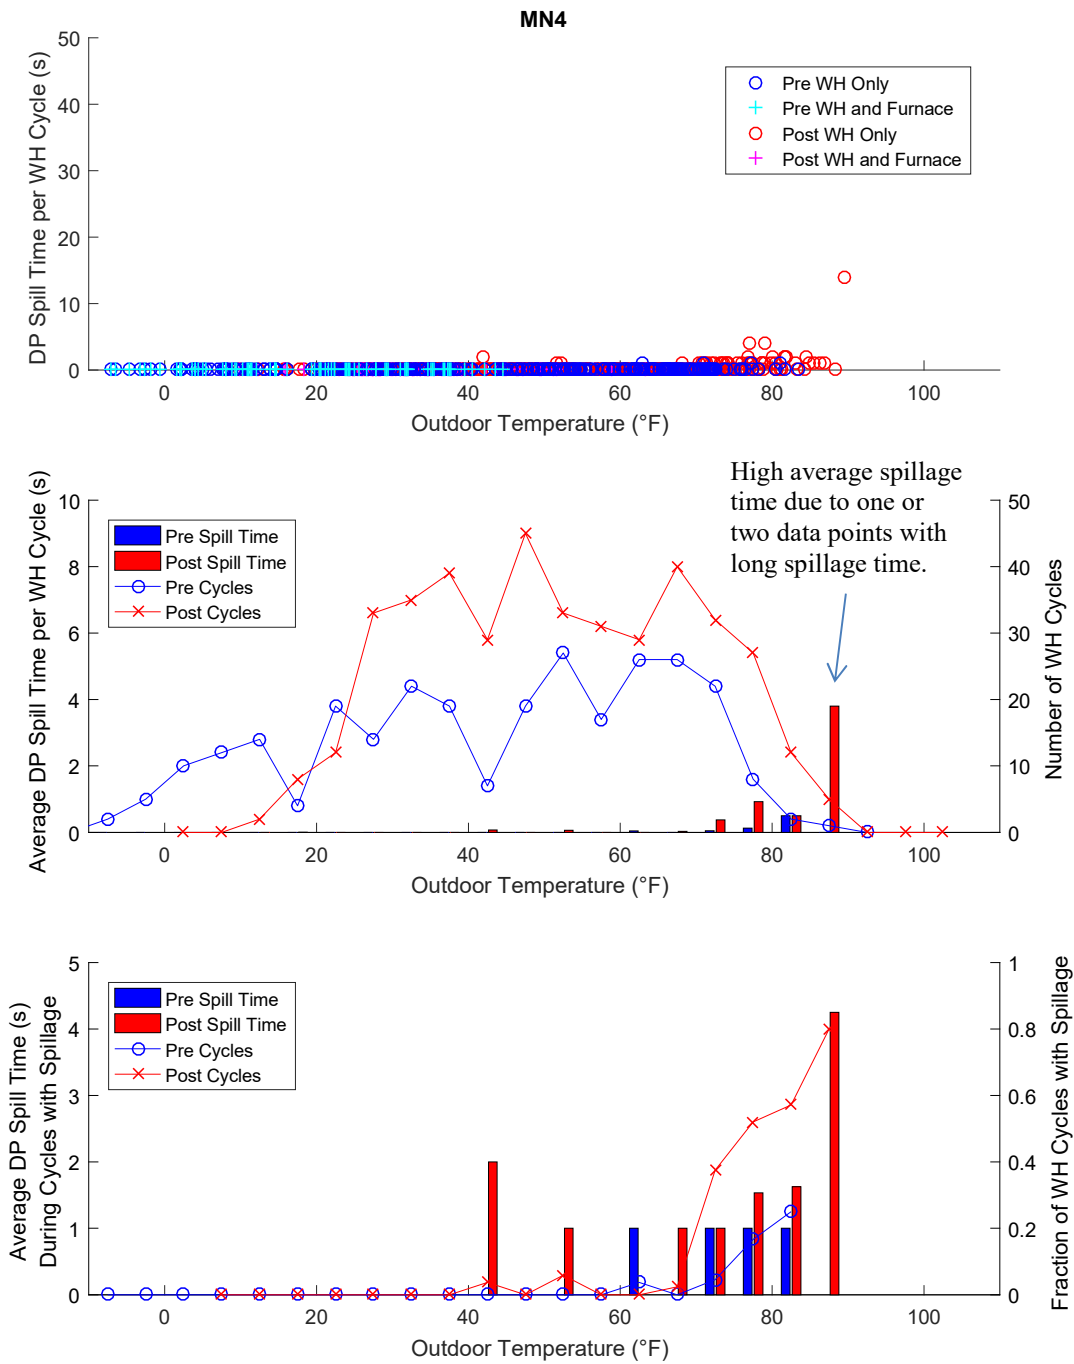 MN4
50
40
30
20
10
0
DP Spill Time per WH Cycle (s)
Pre WH Only
Pre WH and Furnace
Post WH Only
Post WH and Furnace
0 20 40 60 80 100
Outdoor Temperature (°F)
High average spillage
time due to one or
two data points with
long spillage time.
10
8
6
4
2
0
Average DP Spill Time per WH Cycle (s)
Pre Spill Time
Post Spill Time
Pre Cycles
Post Cycles
50
40
30
20
10
0
Number of WH Cycles
0 20 40 60 80 100
Outdoor Temperature (°F)
5
4
3
2
1
0
Average DP Spill Time (s)
During Cycles with Spillage
Pre Spill Time
Post Spill Time
Pre Cycles
Post Cycles
1
0.8
0.6
0.4
0.2
0
Fraction of WH Cycles with Spillage
0 20 40 60 80 100
Outdoor Temperature (°F)